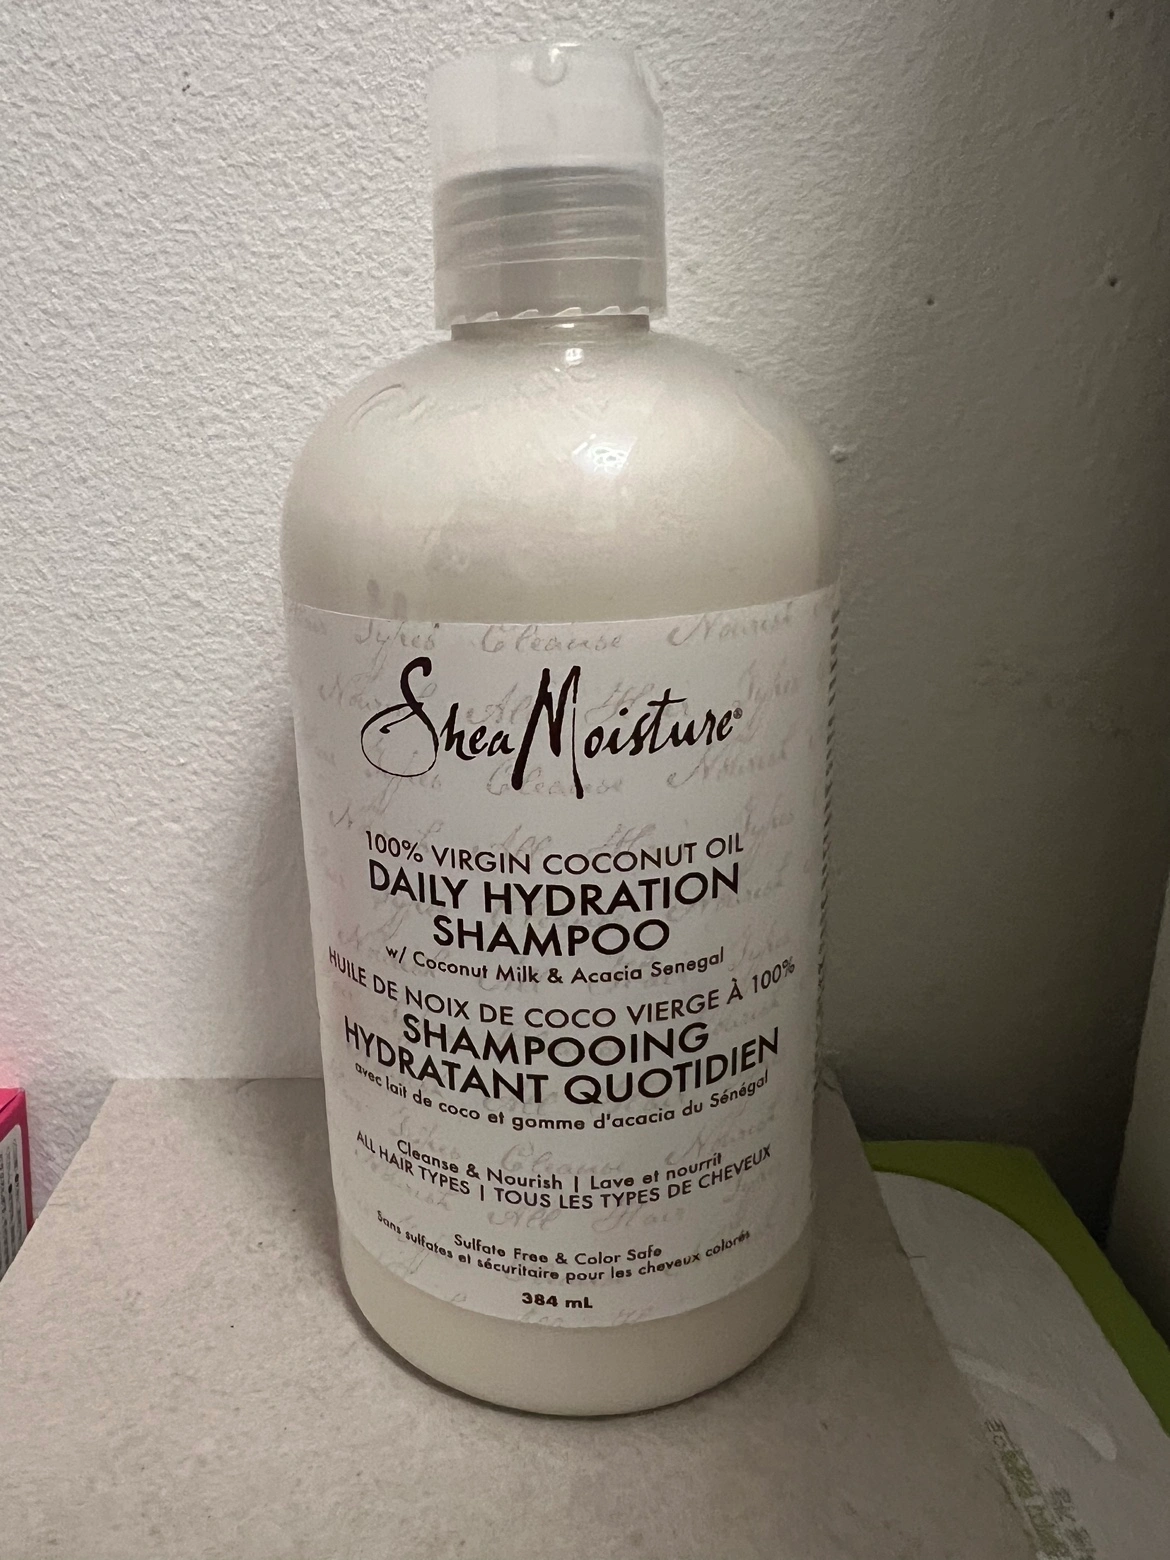 SheaMoisture®
100% VIRGIN COCONUT OIL
DAILY HYDRATION
SHAMPOO
w/ Coconut Milk & Acacia Senegal
HUILE DE NOIX DE COCO VIERGE À 100%
SHAMPOOING
HYDRATANT QUOTIDIEN
avec lait de coco et gomme d'acacia du Sénégal
Cleanse & Nourish | Lave et nourrit
ALL HAIR TYPES | TOUS LES TYPES DE CHEVEUX
Sulfate Free & Color Safe
Sans sulfates et sécuritaire pour les cheveux colorés
384 mL